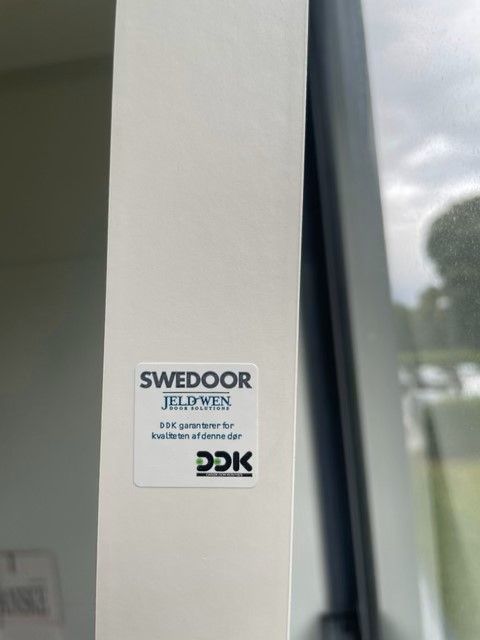 SWEDOOR
JELD-WEN
DOOR SOLUTIONS
DDK garanterer for
kvaliteten af denne dør
DDK